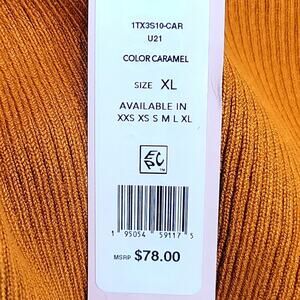 1TX3S10-CAR
U21
COLOR CARAMEL
SIZE XL
AVAILABLE IN
XXS XS S M L XL
™
1 95054 59117 5
MSRP $78.00